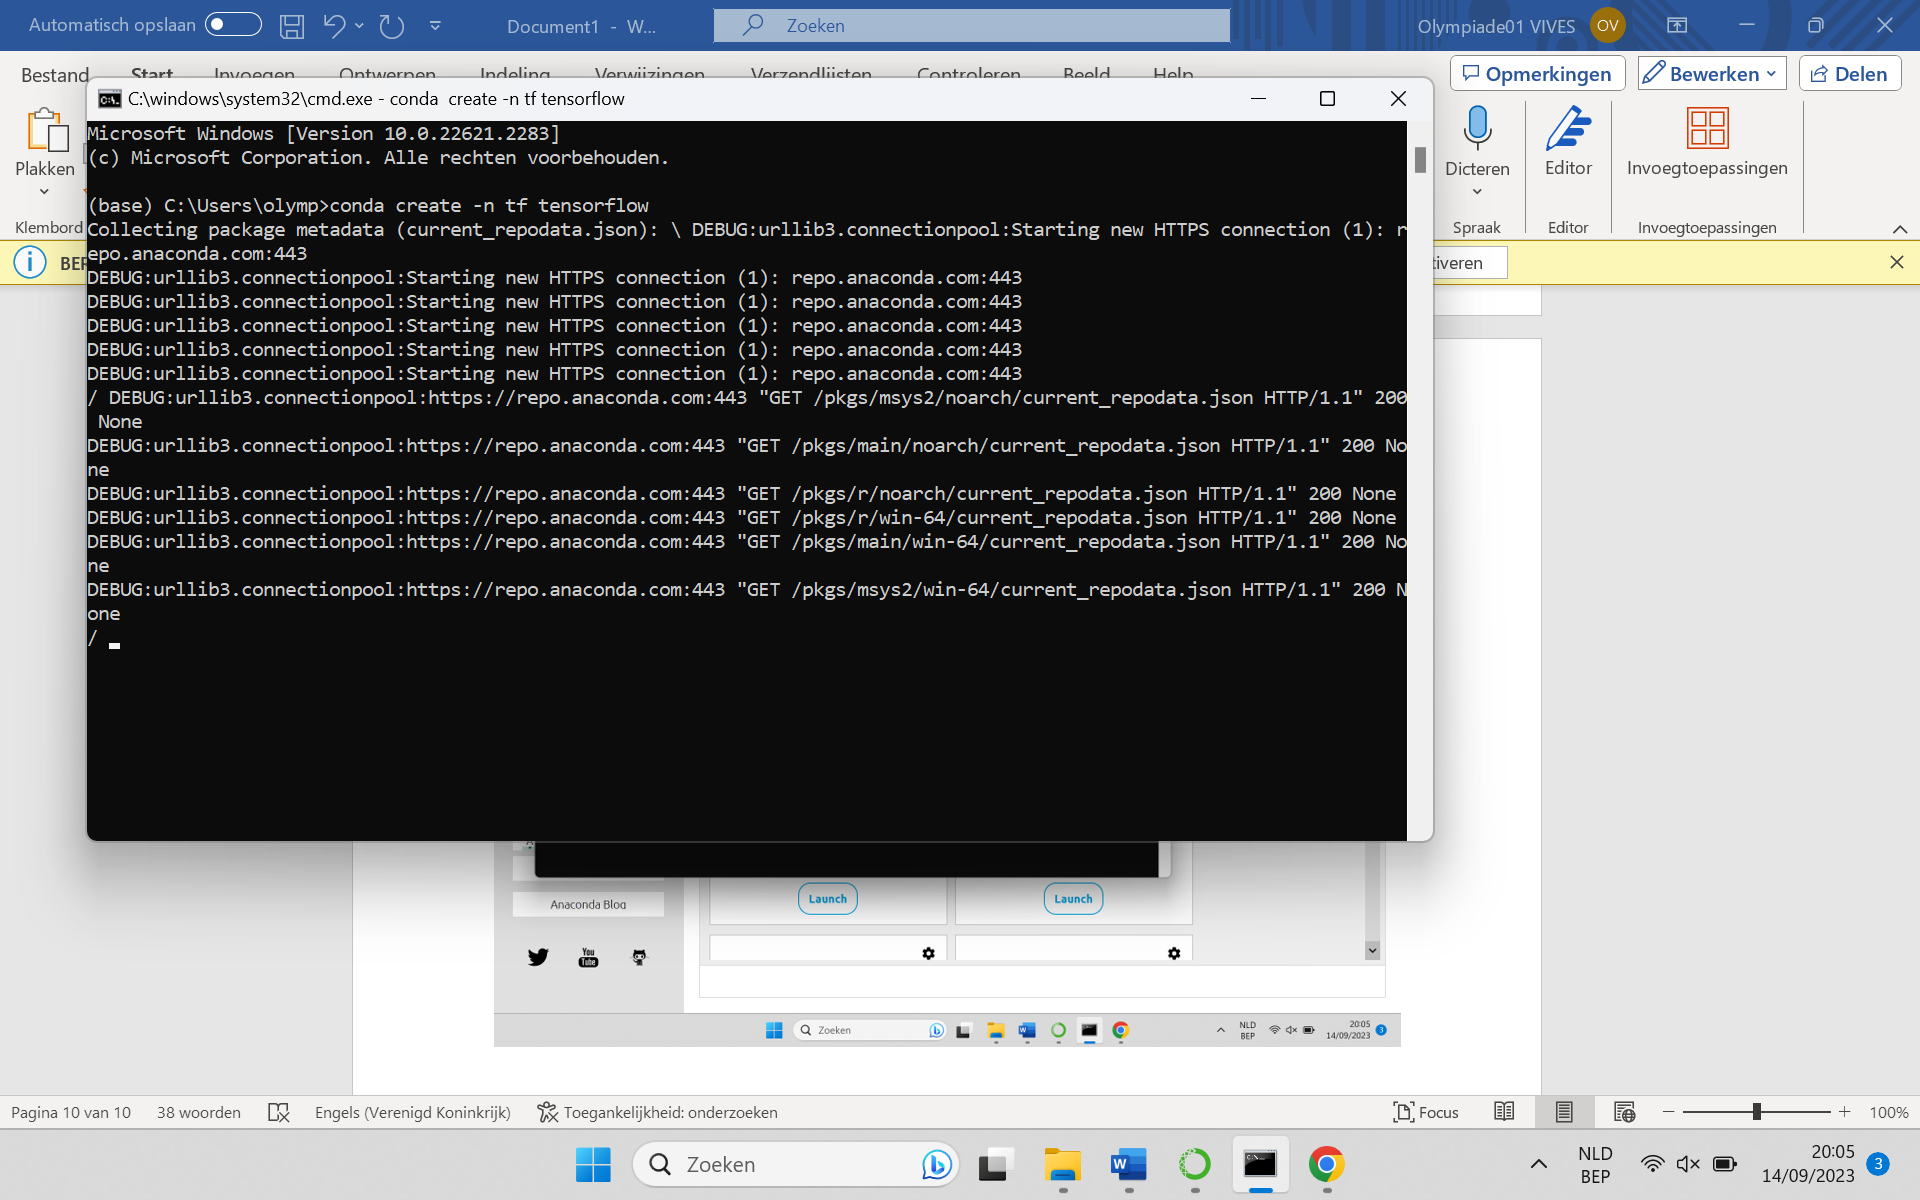 Automatisch opslaan
Document1 - W...
Zoeken
Olympiade01 VIVES
OV
Bestand
Start
Invoegen
Ontwerpen
Indeling
Verwijzingen
Verzendlijsten
Controleren
Beeld
Help
Opmerkingen
Bewerken
Delen
C:\windows\system32\cmd.exe - conda  create -n tf tensorflow
Plakken
Klembord
Dicteren
Spraak
Editor
Editor
Invoegtoepassingen
Invoegtoepassingen
BE
iveren
Microsoft Windows [Version 10.0.22621.2283]
(c) Microsoft Corporation. Alle rechten voorbehouden.
(base) C:\Users\olymp>conda create -n tf tensorflow
Collecting package metadata (current_repodata.json): \ DEBUG:urllib3.connectionpool:Starting new HTTPS connection (1): r
epo.anaconda.com:443
DEBUG:urllib3.connectionpool:Starting new HTTPS connection (1): repo.anaconda.com:443
DEBUG:urllib3.connectionpool:Starting new HTTPS connection (1): repo.anaconda.com:443
DEBUG:urllib3.connectionpool:Starting new HTTPS connection (1): repo.anaconda.com:443
DEBUG:urllib3.connectionpool:Starting new HTTPS connection (1): repo.anaconda.com:443
DEBUG:urllib3.connectionpool:Starting new HTTPS connection (1): repo.anaconda.com:443
/ DEBUG:urllib3.connectionpool:https://repo.anaconda.com:443 "GET /pkgs/msys2/noarch/current_repodata.json HTTP/1.1" 200
None
DEBUG:urllib3.connectionpool:https://repo.anaconda.com:443 "GET /pkgs/main/noarch/current_repodata.json HTTP/1.1" 200 No
ne
DEBUG:urllib3.connectionpool:https://repo.anaconda.com:443 "GET /pkgs/r/noarch/current_repodata.json HTTP/1.1" 200 None
DEBUG:urllib3.connectionpool:https://repo.anaconda.com:443 "GET /pkgs/r/win-64/current_repodata.json HTTP/1.1" 200 None
DEBUG:urllib3.connectionpool:https://repo.anaconda.com:443 "GET /pkgs/main/win-64/current_repodata.json HTTP/1.1" 200 No
ne
DEBUG:urllib3.connectionpool:https://repo.anaconda.com:443 "GET /pkgs/msys2/win-64/current_repodata.json HTTP/1.1" 200 N
one
/
Launch
Launch
Anaconda Blog
You Tube
Zoeken
NLD
BEP
20:05
14/09/2023
3
Pagina 10 van 10
38 woorden
Engels (Verenigd Koninkrijk)
Toegankelijkheid: onderzoeken
Focus
100%
Zoeken
NLD
BEP
20:05
14/09/2023
3